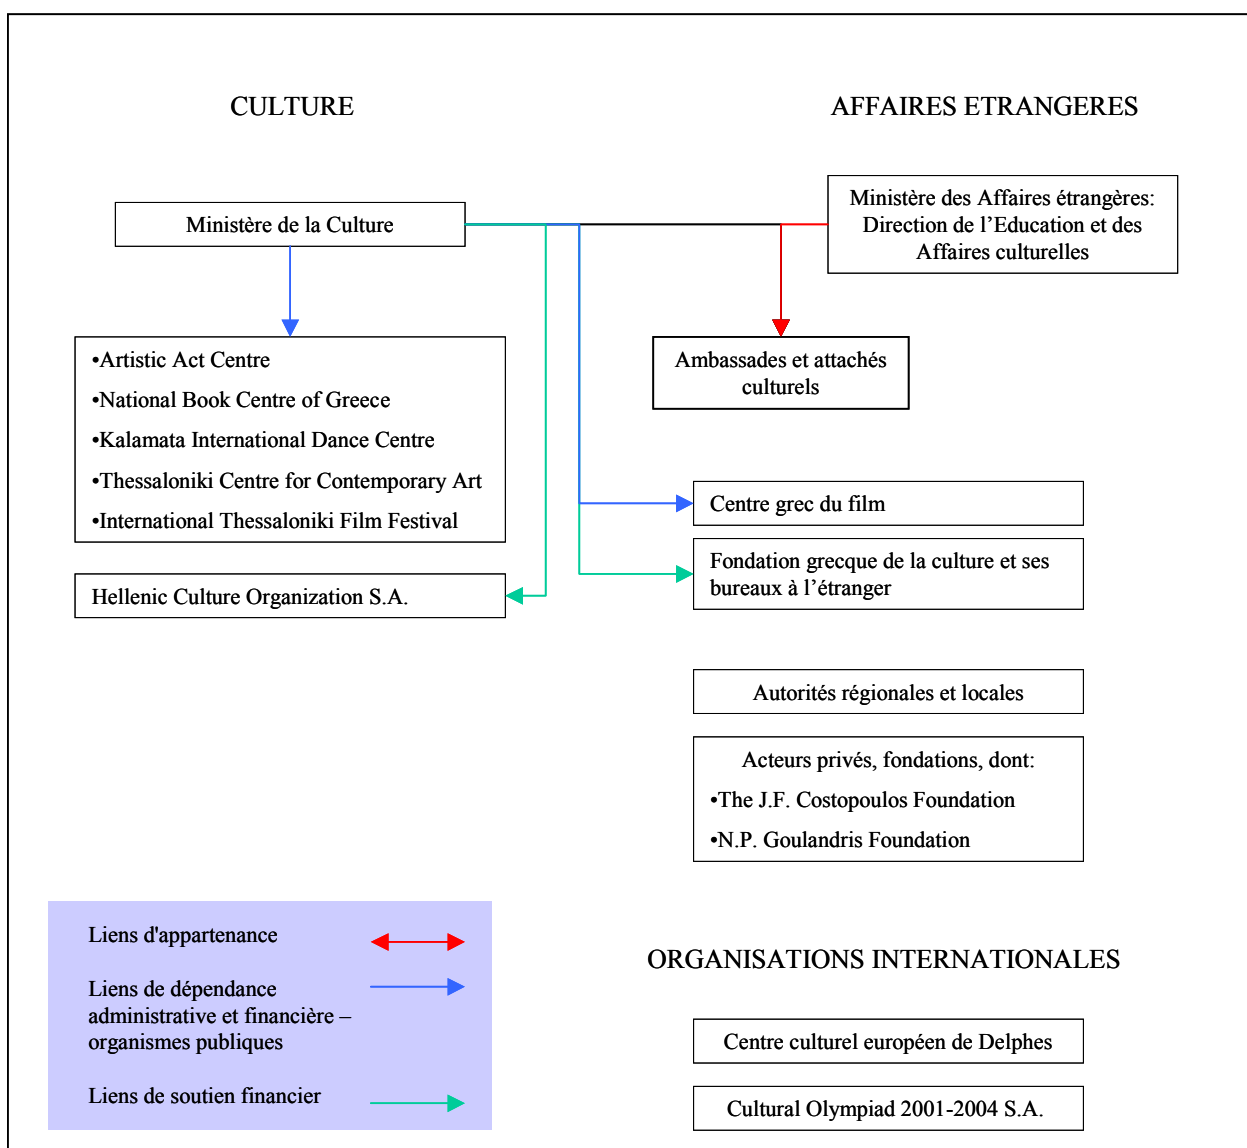 CULTURE
AFFAIRES ETRANGERES
Ministère de la Culture
Ministère des Affaires étrangères:
Direction de l’Education et des
Affaires culturelles
•Artistic Act Centre
•National Book Centre of Greece
•Kalamata International Dance Centre
•Thessaloniki Centre for Contemporary Art
•International Thessaloniki Film Festival
Ambassades et attachés
culturels
Centre grec du film
Fondation grecque de la culture et ses
bureaux à l’étranger
Hellenic Culture Organization S.A.
Autorités régionales et locales
Acteurs privés, fondations, dont:
•The J.F. Costopoulos Foundation
•N.P. Goulandris Foundation
Liens d'appartenance
Liens de dépendance
administrative et financière –
organismes publiques
Liens de soutien financier
ORGANISATIONS INTERNATIONALES
Centre culturel européen de Delphes
Cultural Olympiad 2001-2004 S.A.